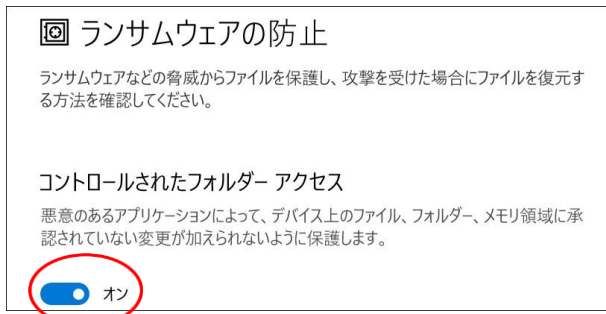 ランサムウェアの防止
ランサムウェアなどの脅威からファイルを保護し、攻撃を受けた場合にファイルを復元す
る方法を確認してください。
コントロールされたフォルダー アクセス
悪意のあるアプリケーションによって、デバイス上のファイル、フォルダー、メモリ領域に承
認されていない変更が加えられないように保護します。
オン